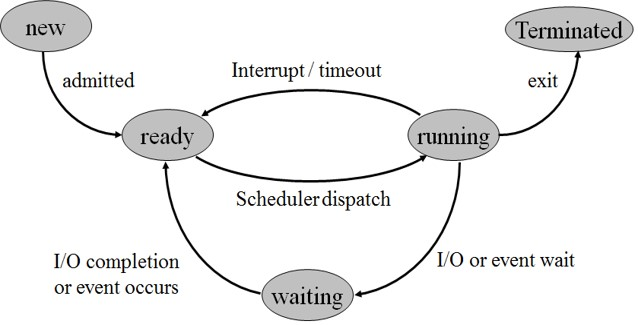 new
Terminated
admitted
Interrupt / timeout
exit
ready
running
Scheduler dispatch
I/O completion
or event occurs
I/O or event wait
waiting